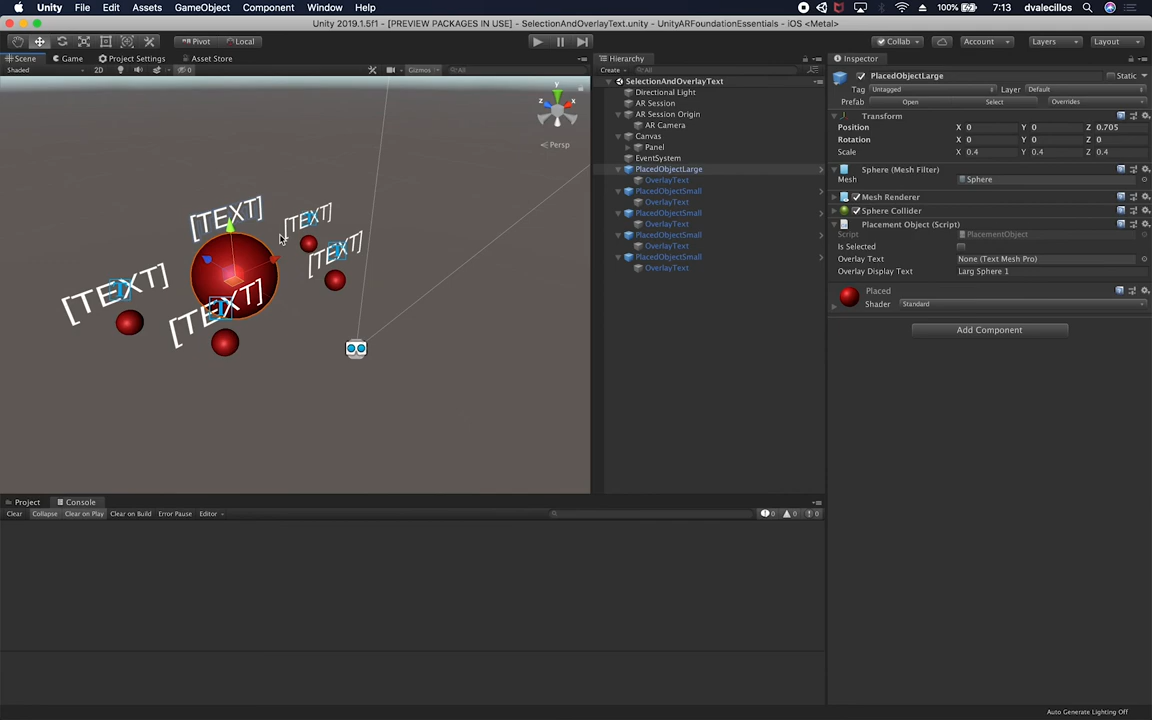 Unity File Edit Assets GameObject Component Window Help 100% 7:13 dvalecillos
Unity 2019.1.5f1 - [PREVIEW PACKAGES IN USE] - SelectionAndOverlayText.unity - UnityARFoundationEssentials - iOS <Metal>
Pivot Local Collab Account Layers Layout
Scene Game Project Settings Asset Store
Shaded 2D 0 Gizmos All
y
z x
Persp
[TEXT]
[TEXT]
[TEXT]
[TEXT]
[TEXT]
Hierarchy
Create All
SelectionAndOverlayText
Directional Light
AR Session
AR Session Origin
AR Camera
Canvas
Panel
EventSystem
PlacedObjectLarge
OverlayText
PlacedObjectSmall
OverlayText
PlacedObjectSmall
OverlayText
PlacedObjectSmall
OverlayText
PlacedObjectSmall
OverlayText
Inspector
PlacedObjectLarge Static
Tag Untagged Layer Default
Prefab Open Select Overrides
Transform
Position X 0 Y 0 Z 0.705
Rotation X 0 Y 0 Z 0
Scale X 0.4 Y 0.4 Z 0.4
Sphere (Mesh Filter)
Mesh Sphere
Mesh Renderer
Sphere Collider
Placement Object (Script)
Script PlacementObject
Is Selected
Overlay Text None (Text Mesh Pro)
Overlay Display Text Larg Sphere 1
Placed
Shader Standard
Add Component
Project Console
Clear Collapse Clear on Play Clear on Build Error Pause Editor 0 0 0
Auto Generate Lighting Off